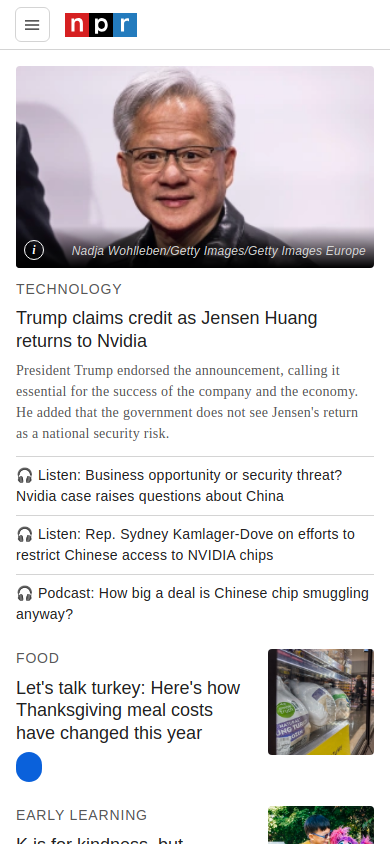 npr
i
Nadja Wohlleben/Getty Images/Getty Images Europe
TECHNOLOGY
Trump claims credit as Jensen Huang
returns to Nvidia
President Trump endorsed the announcement, calling it
essential for the success of the company and the economy.
He added that the government does not see Jensen's return
as a national security risk.
🎧 Listen: Business opportunity or security threat?
Nvidia case raises questions about China
🎧 Listen: Rep. Sydney Kamlager-Dove on efforts to
restrict Chinese access to NVIDIA chips
🎧 Podcast: How big a deal is Chinese chip smuggling
anyway?
FOOD
Let's talk turkey: Here's how
Thanksgiving meal costs
have changed this year
EARLY LEARNING
K is for kindness, but